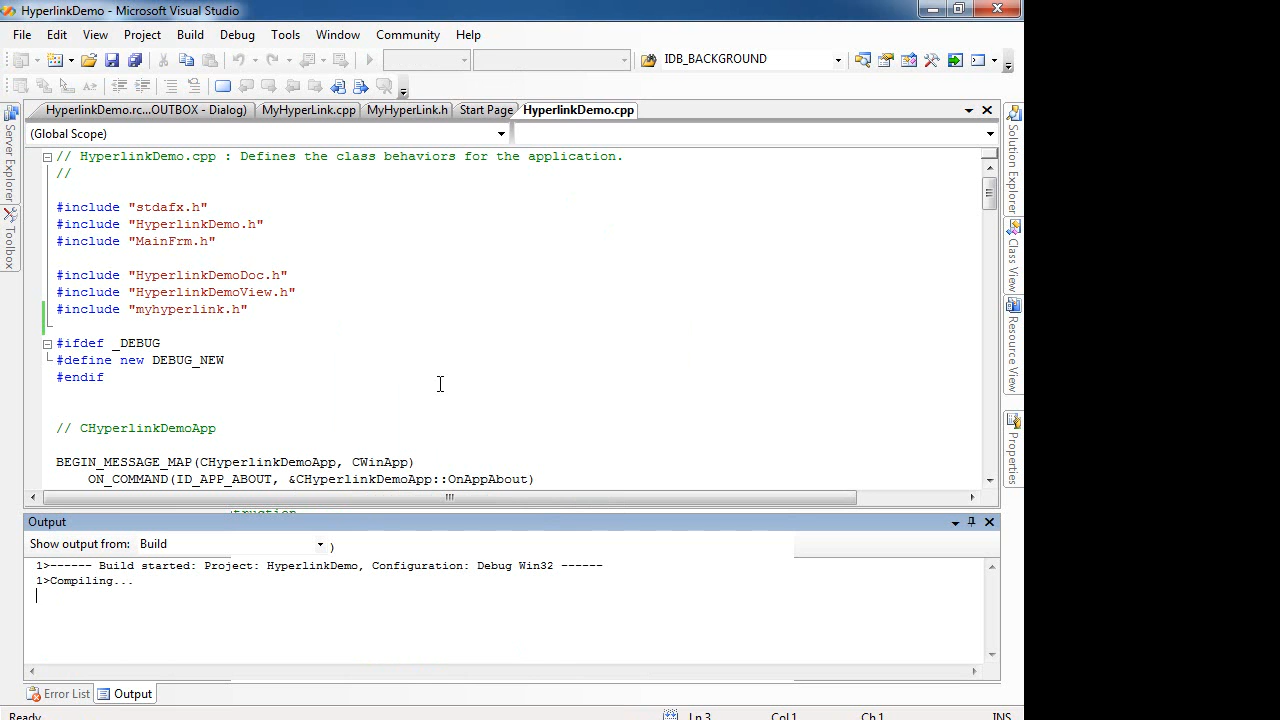 HyperlinkDemo - Microsoft Visual Studio
File Edit View Project Build Debug Tools Window Community Help
IDB_BACKGROUND
HyperlinkDemo.rc...OUTBOX - Dialog) MyHyperLink.cpp MyHyperLink.h Start Page HyperlinkDemo.cpp
(Global Scope)
// HyperlinkDemo.cpp : Defines the class behaviors for the application.
//
#include "stdafx.h"
#include "HyperlinkDemo.h"
#include "MainFrm.h"
#include "HyperlinkDemoDoc.h"
#include "HyperlinkDemoView.h"
#include "myhyperlink.h"
#ifdef _DEBUG
#define new DEBUG_NEW
#endif
// CHyperlinkDemoApp
BEGIN_MESSAGE_MAP(CHyperlinkDemoApp, CWinApp)
ON_COMMAND(ID_APP_ABOUT, &CHyperlinkDemoApp::OnAppAbout)
Server Explorer
Toolbox
Solution Explorer
Class View
Resource View
Properties
Output
Show output from: Build )
1>------ Build started: Project: HyperlinkDemo, Configuration: Debug Win32 ------
1>Compiling...
Error List Output
Ready Ln 3 Col 1 Ch 1 INS